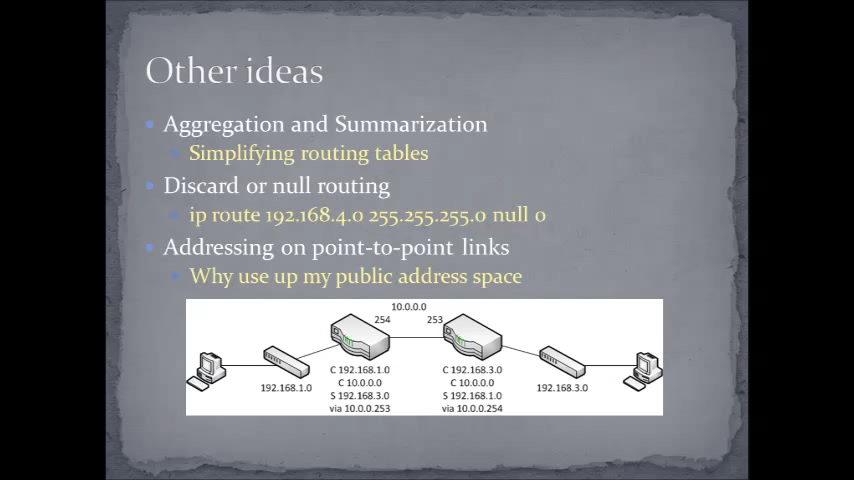 Other ideas
Aggregation and Summarization
Simplifying routing tables
Discard or null routing
ip route 192.168.4.0 255.255.255.0 null 0
Addressing on point-to-point links
Why use up my public address space
10.0.0.0
254 253
192.168.1.0
C 192.168.1.0
C 10.0.0.0
S 192.168.3.0
via 10.0.0.253
C 192.168.3.0
C 10.0.0.0
S 192.168.1.0
via 10.0.0.254
192.168.3.0